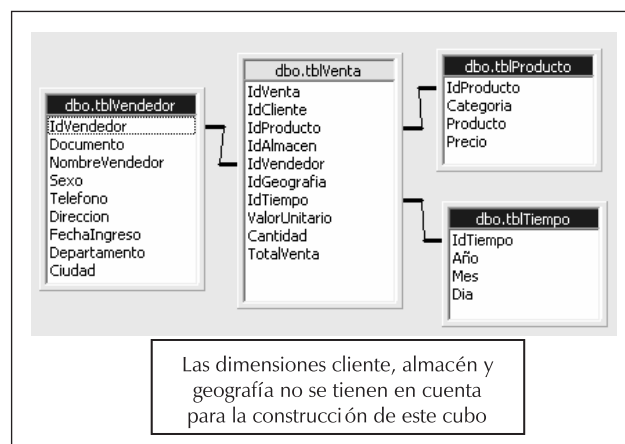 dbo.tblVendedor
IdVendedor
Documento
NombreVendedor
Sexo
Telefono
Direccion
FechaIngreso
Departamento
Ciudad
dbo.tblVenta
IdVenta
IdCliente
IdProducto
IdAlmacen
IdVendedor
IdGeografia
IdTiempo
ValorUnitario
Cantidad
TotalVenta
dbo.tblProducto
IdProducto
Categoria
Producto
Precio
dbo.tblTiempo
IdTiempo
Año
Mes
Dia
Las dimensiones cliente, almacén y
geografía no se tienen en cuenta
para la construcción de este cubo